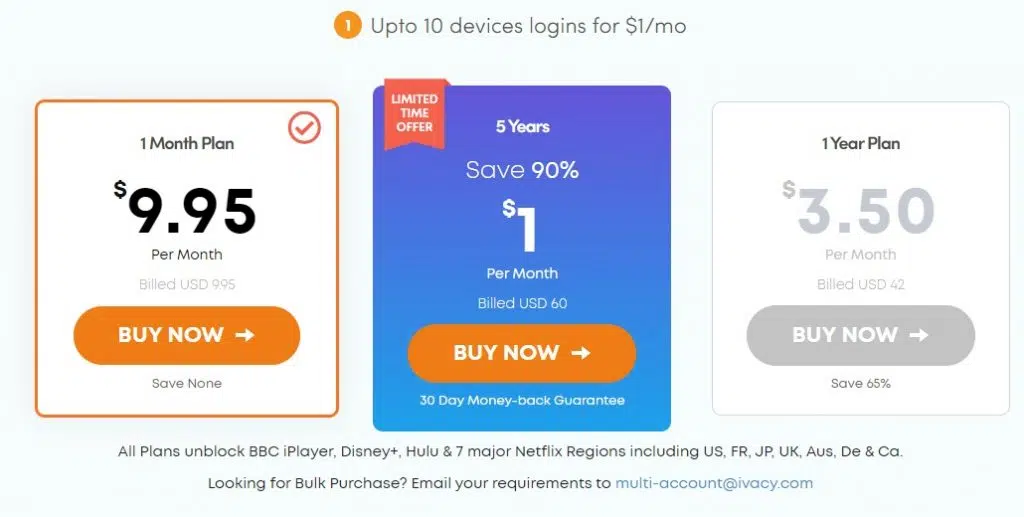 1 Upto 10 devices logins for $1/mo
1 Month Plan
$9.95
Per Month
Billed USD 9.95
BUY NOW →
Save None
LIMITED
TIME
OFFER
5 Years
Save 90%
$1
Per Month
Billed USD 60
BUY NOW →
30 Day Money-back Guarantee
1 Year Plan
$3.50
Per Month
Billed USD 42
BUY NOW →
Save 65%
All Plans unblock BBC iPlayer, Disney+, Hulu & 7 major Netflix Regions including US, FR, JP, UK, Aus, De & Ca.
Looking for Bulk Purchase? Email your requirements to multi-account@ivacy.com